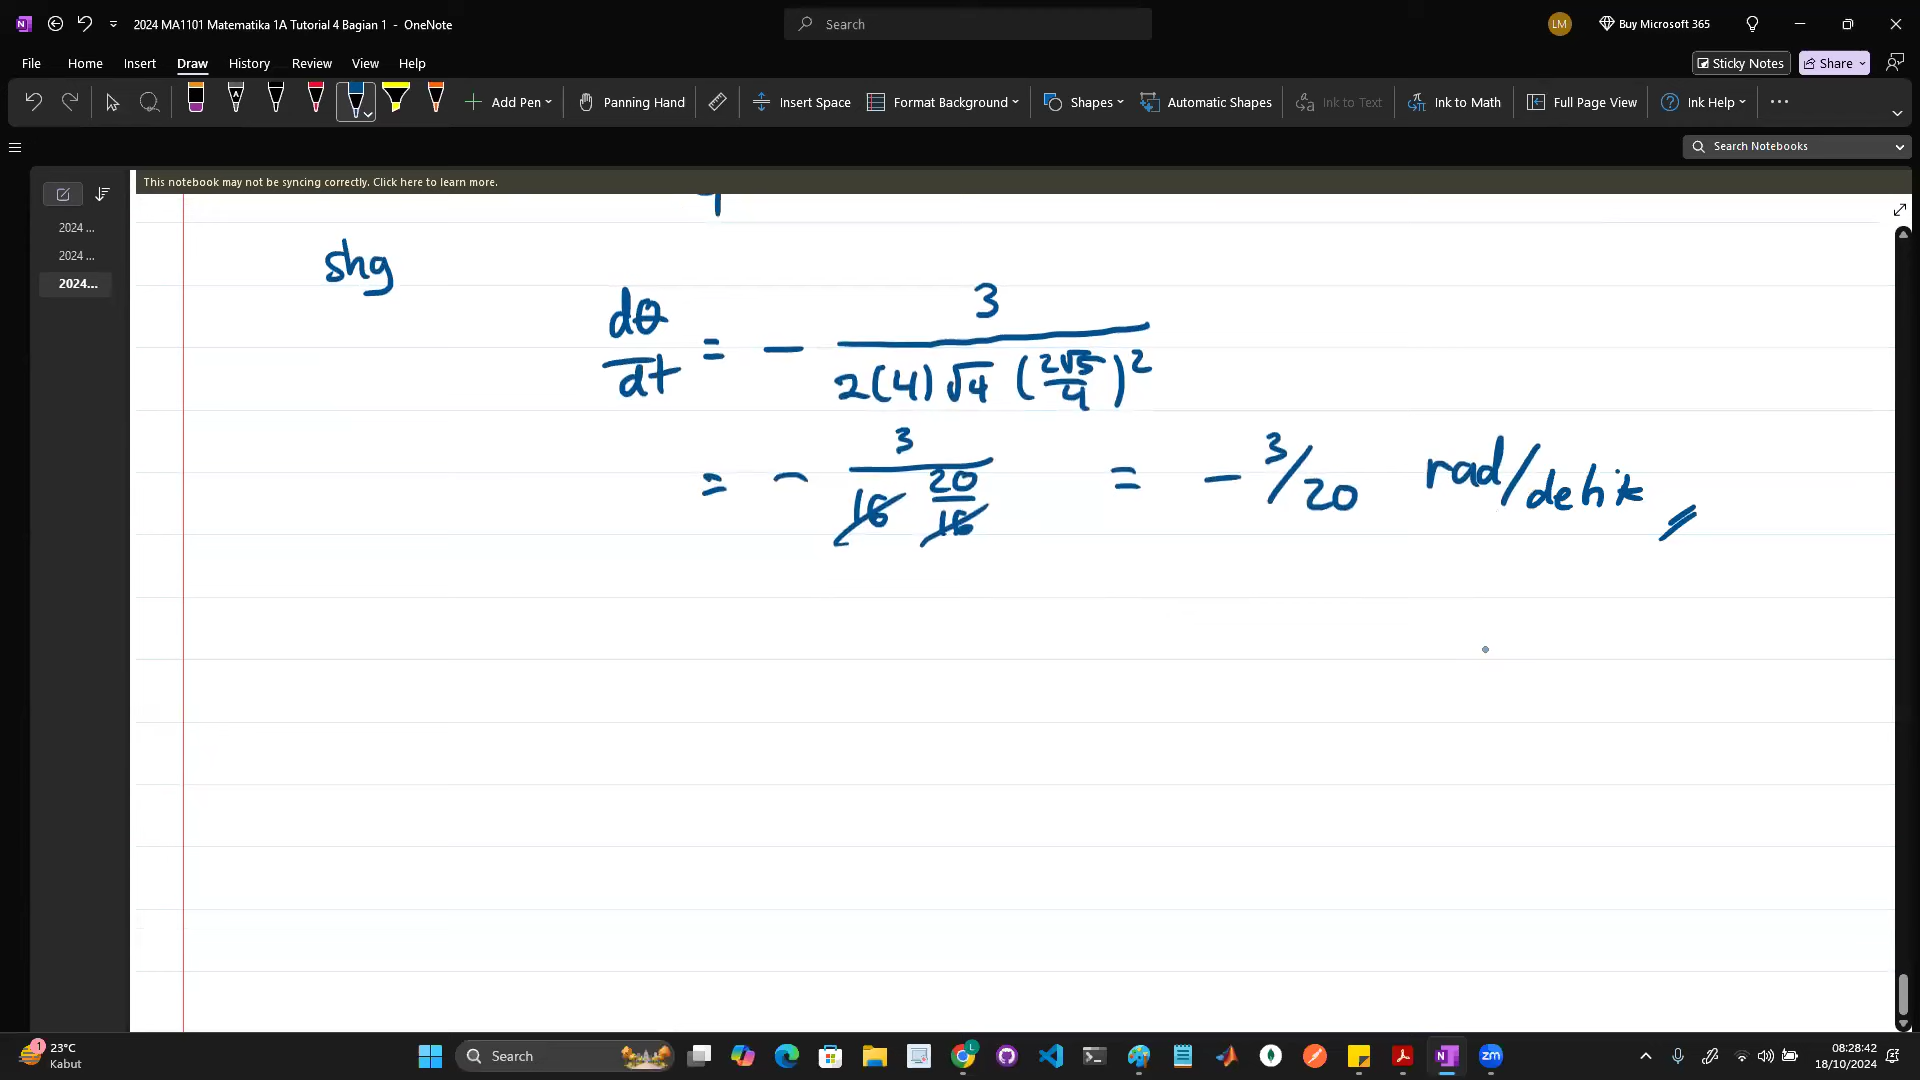 2024 MA1101 Matematika 1A Tutorial 4 Bagian 1 - OneNote
Search
LM
Buy Microsoft 365
File Home Insert Draw History Review View Help
Sticky Notes
Share
Add Pen
Panning Hand
Insert Space
Format Background
Shapes
Automatic Shapes
Ink to Text
Ink to Math
Full Page View
Ink Help
Search Notebooks
This notebook may not be syncing correctly. Click here to learn more.
2024 ...
2024 ...
2024...
shg
dθ/dt = - 3 / (2(4)√4 (2√5/4)^2)
= - 3 / (16 20/16) = - 3/20 rad/detik
1
23°C
Kabut
Search
L
zm
08:28:42
18/10/2024